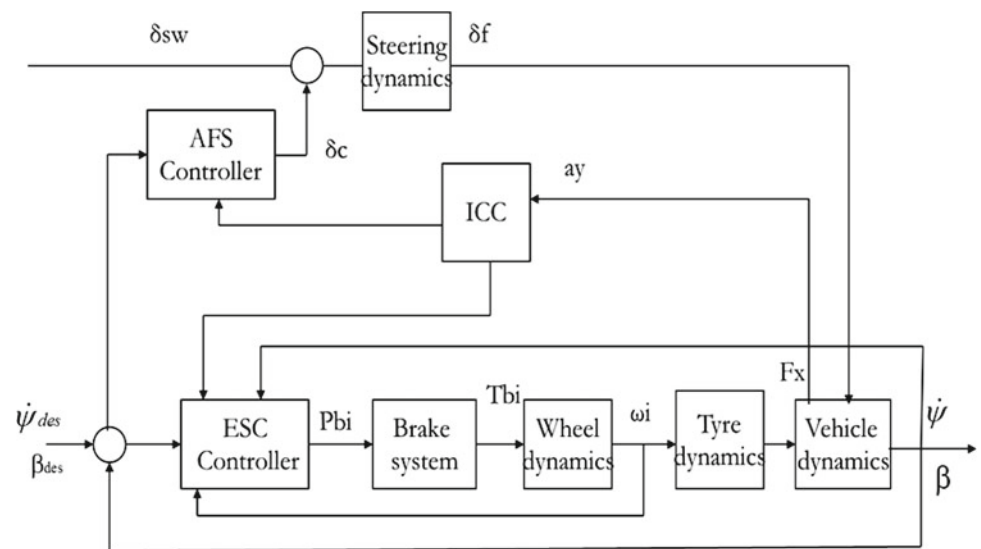 δsw
Steering
dynamics
δf
AFS
Controller
δc
ICC
ay
ψ̇des
βdes
ESC
Controller
Pbi
Brake
system
Tbi
Wheel
dynamics
ωi
Tyre
dynamics
Fx
Vehicle
dynamics
ψ̇
β